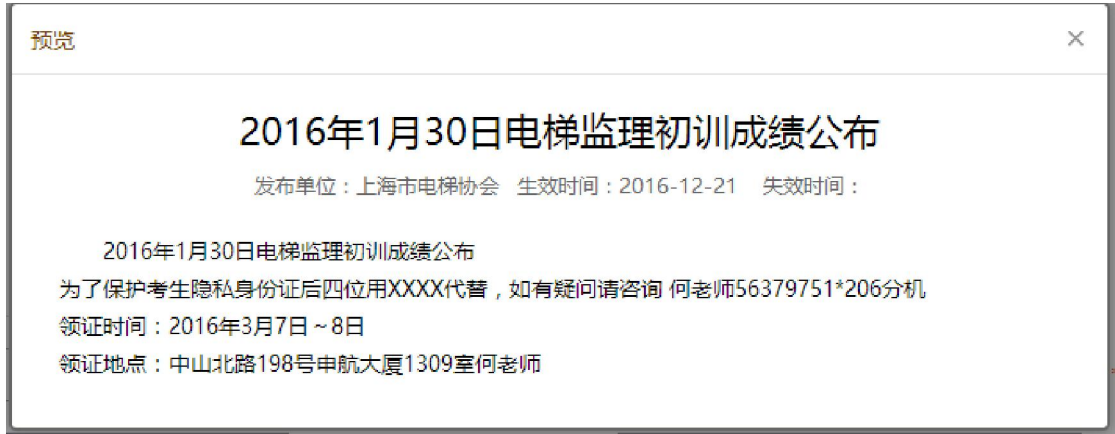 预览
×
2016年1月30日电梯监理初训成绩公布
发布单位：上海市电梯协会 生效时间：2016-12-21 失效时间：
2016年1月30日电梯监理初训成绩公布
为了保护考生隐私身份证后四位用XXXX代替，如有疑问请咨询 何老师56379751*206分机
领证时间：2016年3月7日～8日
领证地点：中山北路198号申航大厦1309室何老师